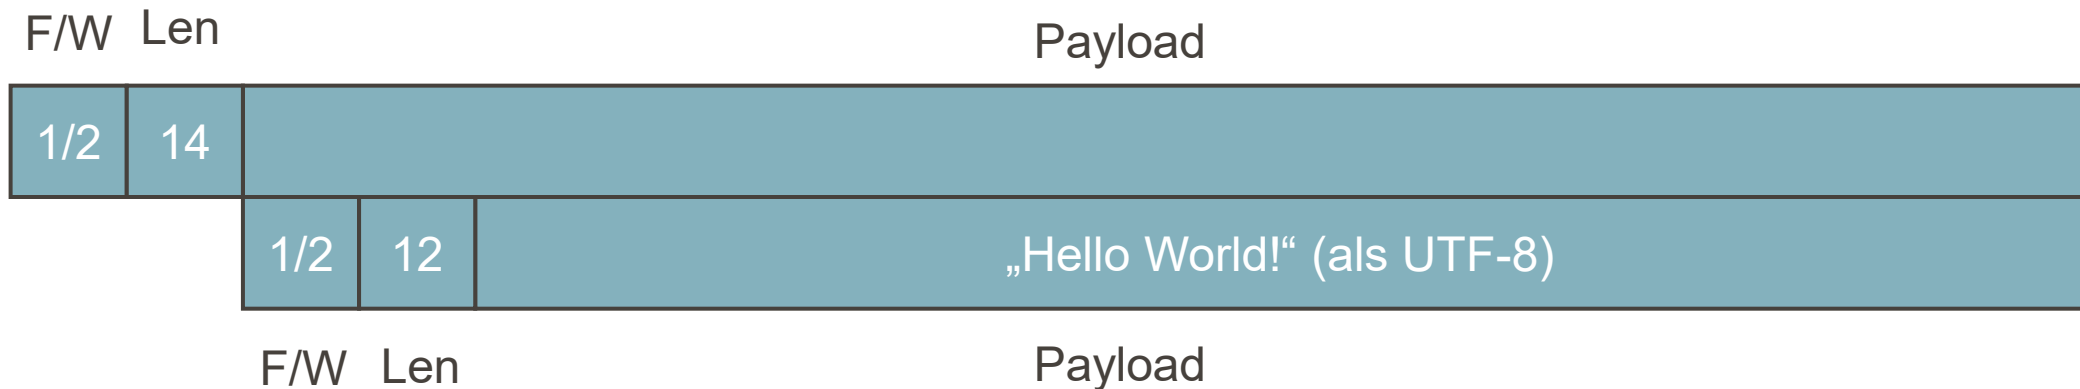 F/W Len Payload
1/2 14
1/2 12 „Hello World!“ (als UTF-8)
F/W Len Payload